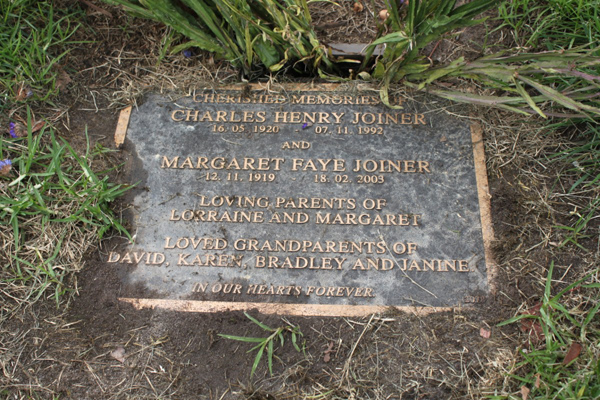 CHERISHED MEMORIES OF
CHARLES HENRY JOINER
16.05.1920 - 07.11.1992
AND
MARGARET FAYE JOINER
12.11.1919 - 18.02.2003
LOVING PARENTS OF
LORRAINE AND MARGARET
LOVED GRANDPARENTS OF
DAVID, KAREN, BRADLEY AND JANINE
IN OUR HEARTS FOREVER